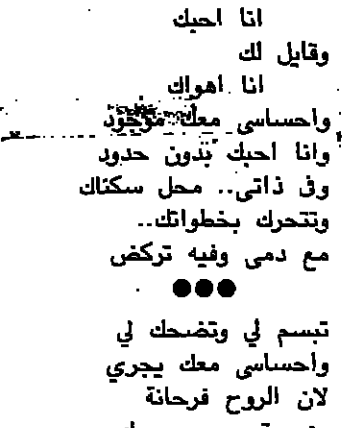 انا احبك
وقايل لك
انا اهواك
واحساسى معك موجود
وانا احبك بدون حدود
وفى ذاتى.. محل سكناك
وتتحرك بخطواتك..
مع دمى وفيه تركض
●●●
تبسم لي وتضحك لي
واحساسى معك يجري
لان الروح فرحانة